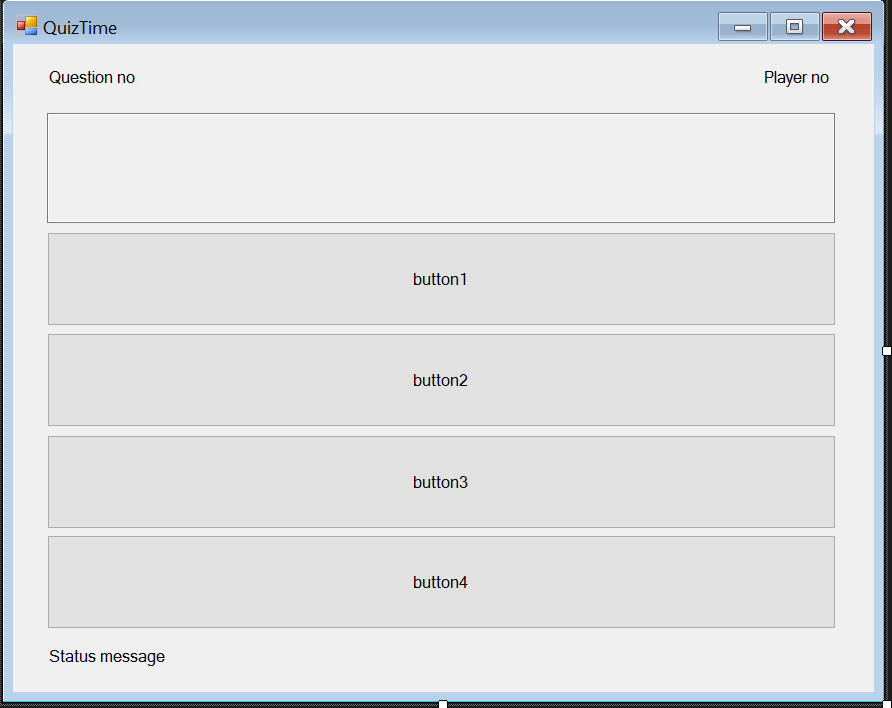 QuizTime
Question no
Player no
button1
button2
button3
button4
Status message